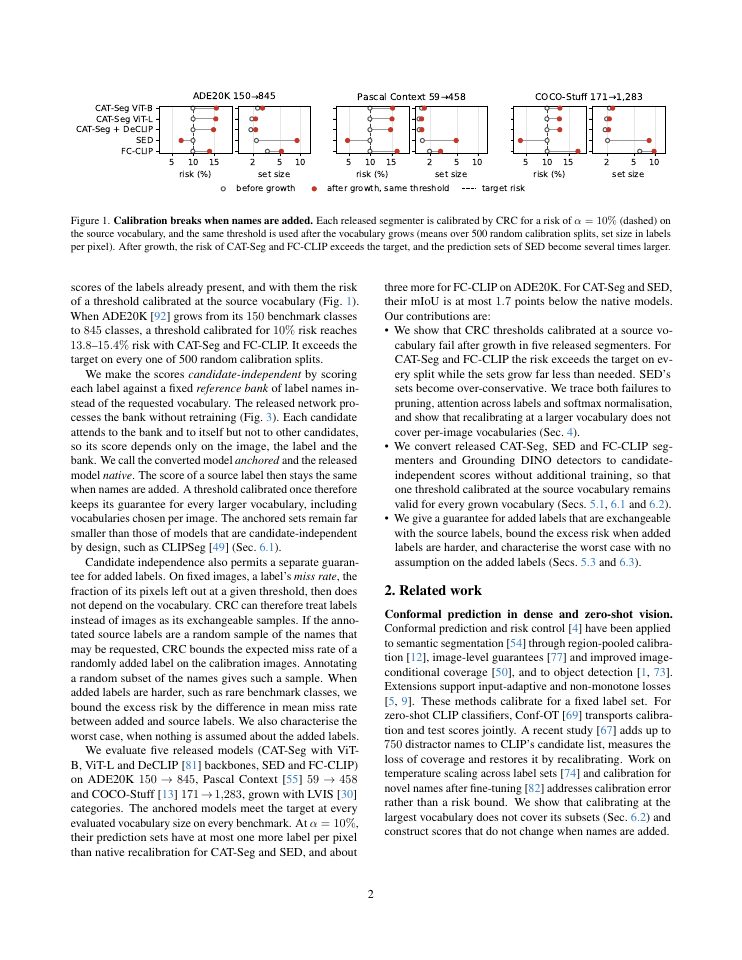 ADE20K 150→845
Pascal Context 59→458
COCO-Stuff 171→1,283
CAT-Seg ViT-B
CAT-Seg ViT-L
CAT-Seg + DeCLIP
SED
FC-CLIP
5 10 15 2 5 10 5 10 15 2 5 10 5 10 15 2 5 10
risk (%) set size risk (%) set size risk (%) set size
before growth after growth, same threshold target risk
Figure 1. Calibration breaks when names are added. Each released segmenter is calibrated by CRC for a risk of α = 10% (dashed) on
the source vocabulary, and the same threshold is used after the vocabulary grows (means over 500 random calibration splits, set size in labels
per pixel). After growth, the risk of CAT-Seg and FC-CLIP exceeds the target, and the prediction sets of SED become several times larger.
scores of the labels already present, and with them the risk
of a threshold calibrated at the source vocabulary (Fig. 1).
When ADE20K [92] grows from its 150 benchmark classes
to 845 classes, a threshold calibrated for 10% risk reaches
13.8–15.4% risk with CAT-Seg and FC-CLIP. It exceeds the
target on every one of 500 random calibration splits.
We make the scores candidate-independent by scoring
each label against a fixed reference bank of label names in-
stead of the requested vocabulary. The released network pro-
cesses the bank without retraining (Fig. 3). Each candidate
attends to the bank and to itself but not to other candidates,
so its score depends only on the image, the label and the
bank. We call the converted model anchored and the released
model native. The score of a source label then stays the same
when names are added. A threshold calibrated once therefore
keeps its guarantee for every larger vocabulary, including
vocabularies chosen per image. The anchored sets remain far
smaller than those of models that are candidate-independent
by design, such as CLIPSeg [49] (Sec. 6.1).
Candidate independence also permits a separate guaran-
tee for added labels. On fixed images, a label's miss rate, the
fraction of its pixels left out at a given threshold, then does
not depend on the vocabulary. CRC can therefore treat labels
instead of images as its exchangeable samples. If the anno-
tated source labels are a random sample of the names that
may be requested, CRC bounds the expected miss rate of a
randomly added label on the calibration images. Annotating
a random subset of the names gives such a sample. When
added labels are harder, such as rare benchmark classes, we
bound the excess risk by the difference in mean miss rate
between added and source labels. We also characterise the
worst case, when nothing is assumed about the added labels.
We evaluate five released models (CAT-Seg with ViT-
B, ViT-L and DeCLIP [81] backbones, SED and FC-CLIP)
on ADE20K 150 → 845, Pascal Context [55] 59 → 458
and COCO-Stuff [13] 171→1,283, grown with LVIS [30]
categories. The anchored models meet the target at every
evaluated vocabulary size on every benchmark. At α = 10%,
their prediction sets have at most one more label per pixel
than native recalibration for CAT-Seg and SED, and about
three more for FC-CLIP on ADE20K. For CAT-Seg and SED,
their mIoU is at most 1.7 points below the native models.
Our contributions are:
• We show that CRC thresholds calibrated at a source vo-
cabulary fail after growth in five released segmenters. For
CAT-Seg and FC-CLIP the risk exceeds the target on ev-
ery split while the sets grow far less than needed. SED's
sets become over-conservative. We trace both failures to
pruning, attention across labels and softmax normalisation,
and show that recalibrating at a larger vocabulary does not
cover per-image vocabularies (Sec. 4).
• We convert released CAT-Seg, SED and FC-CLIP seg-
menters and Grounding DINO detectors to candidate-
independent scores without additional training, so that
one threshold calibrated at the source vocabulary remains
valid for every grown vocabulary (Secs. 5.1, 6.1 and 6.2).
• We give a guarantee for added labels that are exchangeable
with the source labels, bound the excess risk when added
labels are harder, and characterise the worst case with no
assumption on the added labels (Secs. 5.3 and 6.3).
2. Related work
Conformal prediction in dense and zero-shot vision.
Conformal prediction and risk control [4] have been applied
to semantic segmentation [54] through region-pooled calibra-
tion [12], image-level guarantees [77] and improved image-
conditional coverage [50], and to object detection [1, 73].
Extensions support input-adaptive and non-monotone losses
[5, 9]. These methods calibrate for a fixed label set. For
zero-shot CLIP classifiers, Conf-OT [69] transports calibra-
tion and test scores jointly. A recent study [67] adds up to
750 distractor names to CLIP's candidate list, measures the
loss of coverage and restores it by recalibrating. Work on
temperature scaling across label sets [74] and calibration for
novel names after fine-tuning [82] addresses calibration error
rather than a risk bound. We show that calibrating at the
largest vocabulary does not cover its subsets (Sec. 6.2) and
construct scores that do not change when names are added.
2